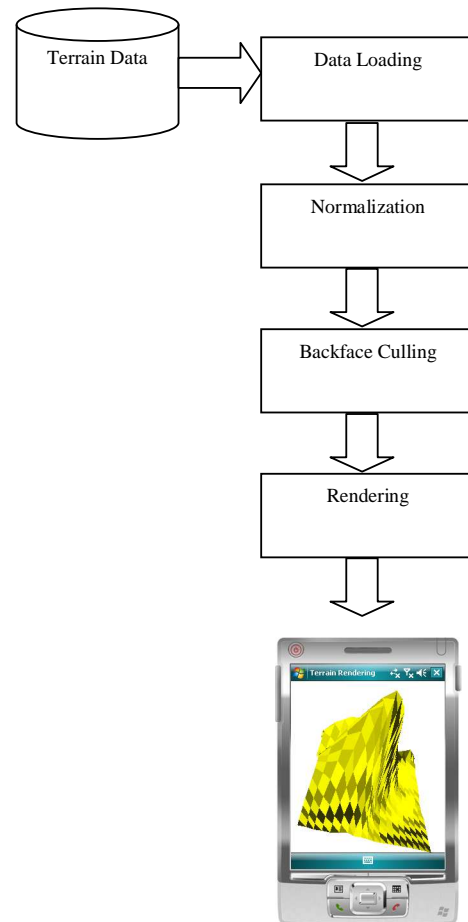 Terrain Data
Data Loading
Normalization
Backface Culling
Rendering
Terrain Rendering